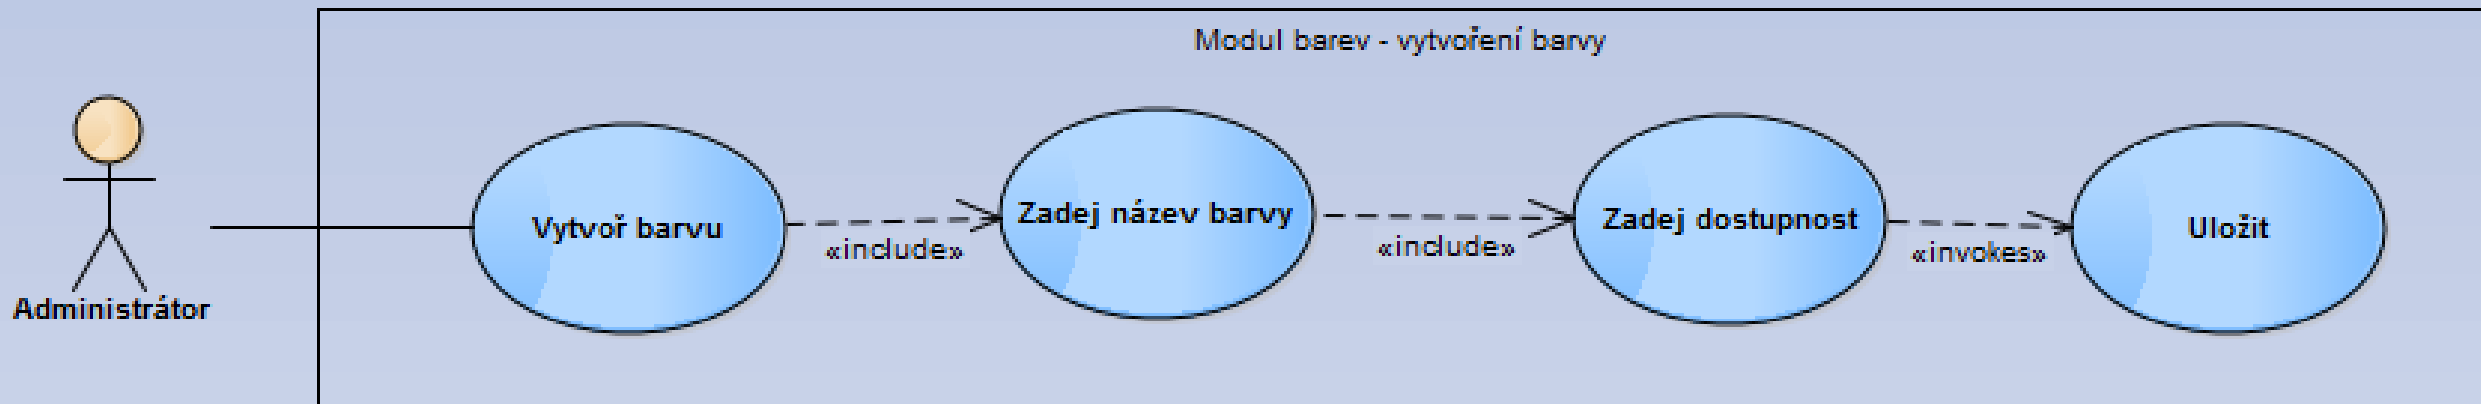 Modul barev - vytvoření barvy
Administrátor
Vytvoř barvu
«include»
Zadej název barvy
«include»
Zadej dostupnost
«invokes»
Uložit